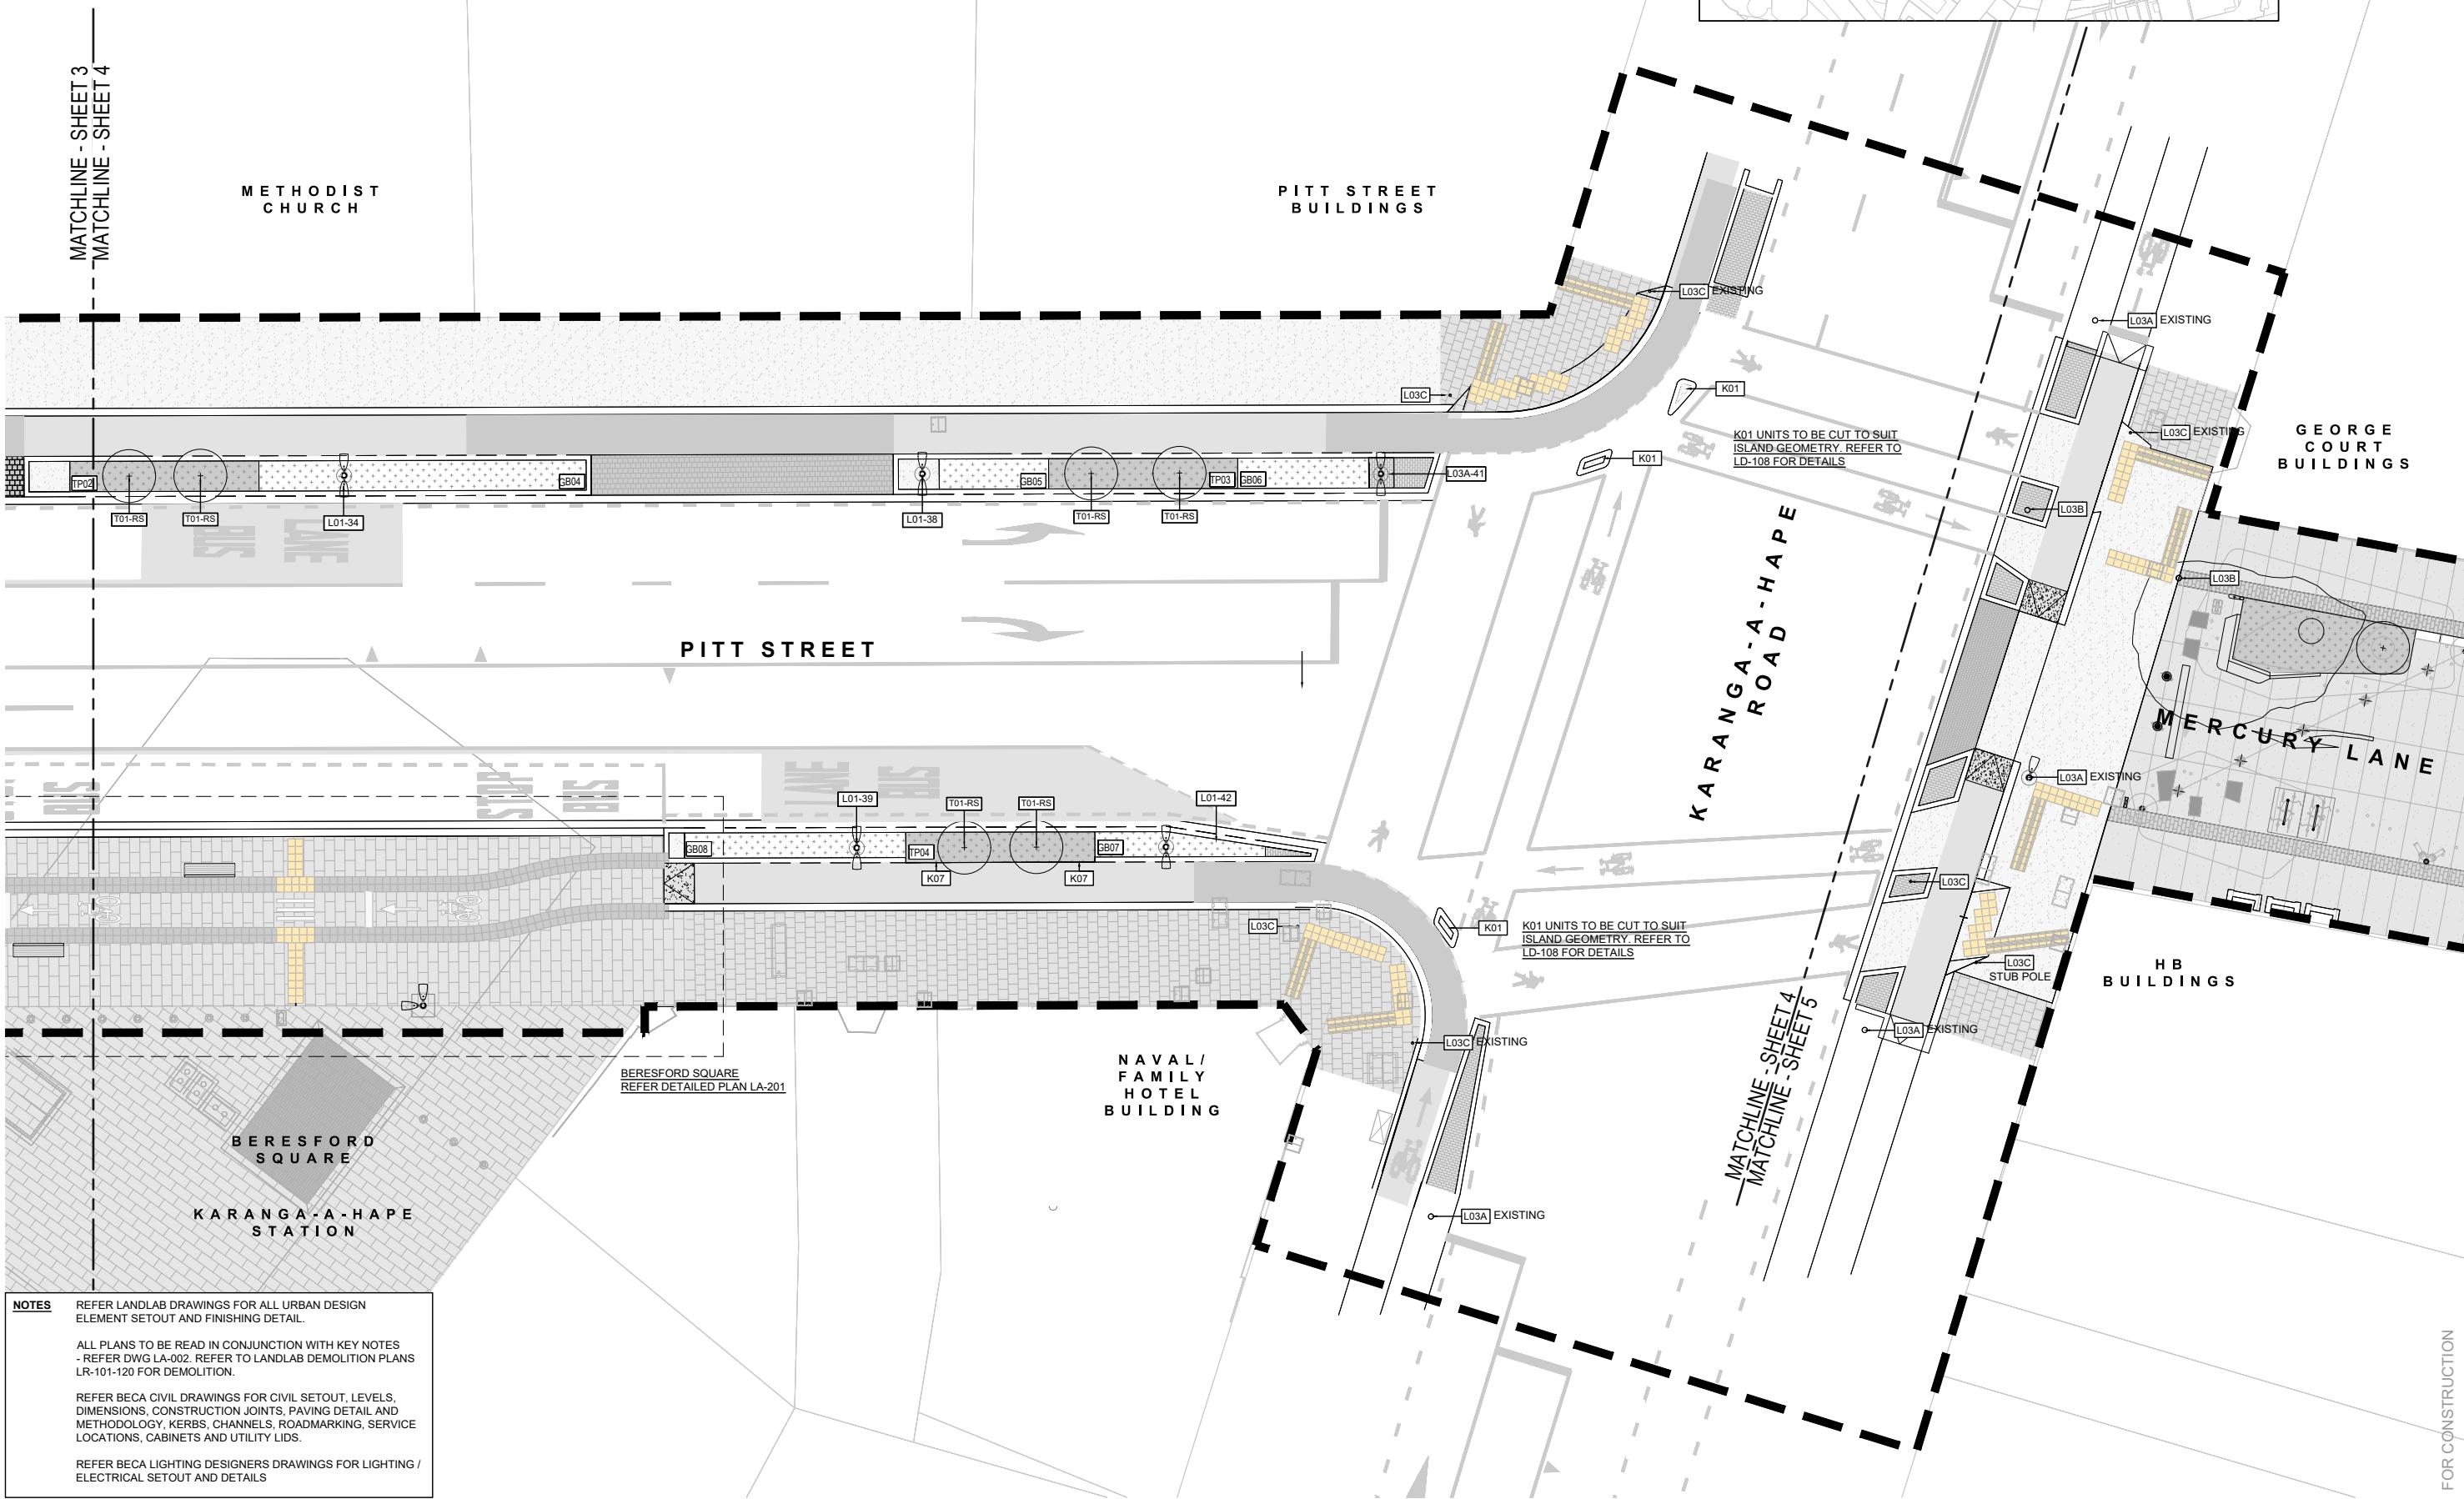 MATCHLINE - SHEET 3
MATCHLINE - SHEET 4
METHODIST
CHURCH
PITT STREET
BUILDINGS
L03C EXISTING
L03A EXISTING
L03C
K01
L03C EXISTING
GEORGE
COURT
BUILDINGS
K01 UNITS TO BE CUT TO SUIT
ISLAND GEOMETRY. REFER TO
LD-108 FOR DETAILS
K01
TP02
GB04
GB05
TP03
GB06
L03A-41
T01-RS
T01-RS
L01-34
L01-38
T01-RS
T01-RS
L03B
L03B
BUS
LANE
PITT STREET
KARANGA-A-HAPE
ROAD
MERCURY LANE
BUS
STOP
BUS
LANE
BUS
L03A EXISTING
L01-39
T01-RS
T01-RS
L01-42
GB08
TP04
GB07
K07
K07
L03C
L03C
K01
K01 UNITS TO BE CUT TO SUIT
ISLAND GEOMETRY. REFER TO
LD-108 FOR DETAILS
L03C
STUB POLE
HB
BUILDINGS
MATCHLINE - SHEET 4
MATCHLINE - SHEET 5
L03A EXISTING
L03C EXISTING
BERESFORD SQUARE
REFER DETAILED PLAN LA-201
NAVAL/
FAMILY
HOTEL
BUILDING
BERESFORD
SQUARE
KARANGA-A-HAPE
STATION
L03A EXISTING
NOTES
REFER LANDLAB DRAWINGS FOR ALL URBAN DESIGN
ELEMENT SETOUT AND FINISHING DETAIL.
ALL PLANS TO BE READ IN CONJUNCTION WITH KEY NOTES
- REFER DWG LA-002. REFER TO LANDLAB DEMOLITION PLANS
LR-101-120 FOR DEMOLITION.
REFER BECA CIVIL DRAWINGS FOR CIVIL SETOUT, LEVELS,
DIMENSIONS, CONSTRUCTION JOINTS, PAVING DETAIL AND
METHODOLOGY, KERBS, CHANNELS, ROADMARKING, SERVICE
LOCATIONS, CABINETS AND UTILITY LIDS.
REFER BECA LIGHTING DESIGNERS DRAWINGS FOR LIGHTING /
ELECTRICAL SETOUT AND DETAILS
FOR CONSTRUCTION